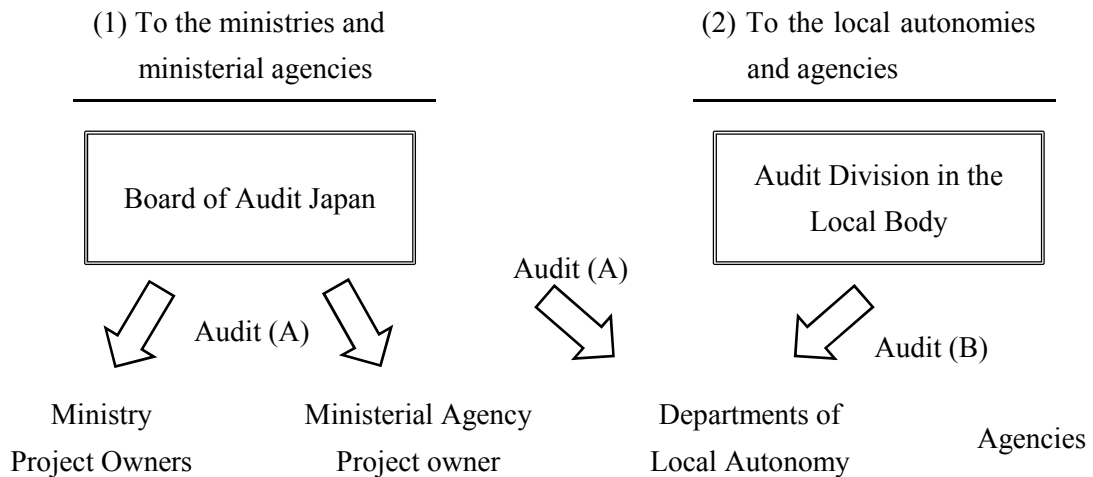 (1) To the ministries and
ministerial agencies
(2) To the local autonomies
and agencies
Board of Audit Japan
Audit Division in the
Local Body
Audit (A)
Audit (A)
Audit (B)
Ministry
Project Owners
Ministerial Agency
Project owner
Departments of
Local Autonomy
Agencies